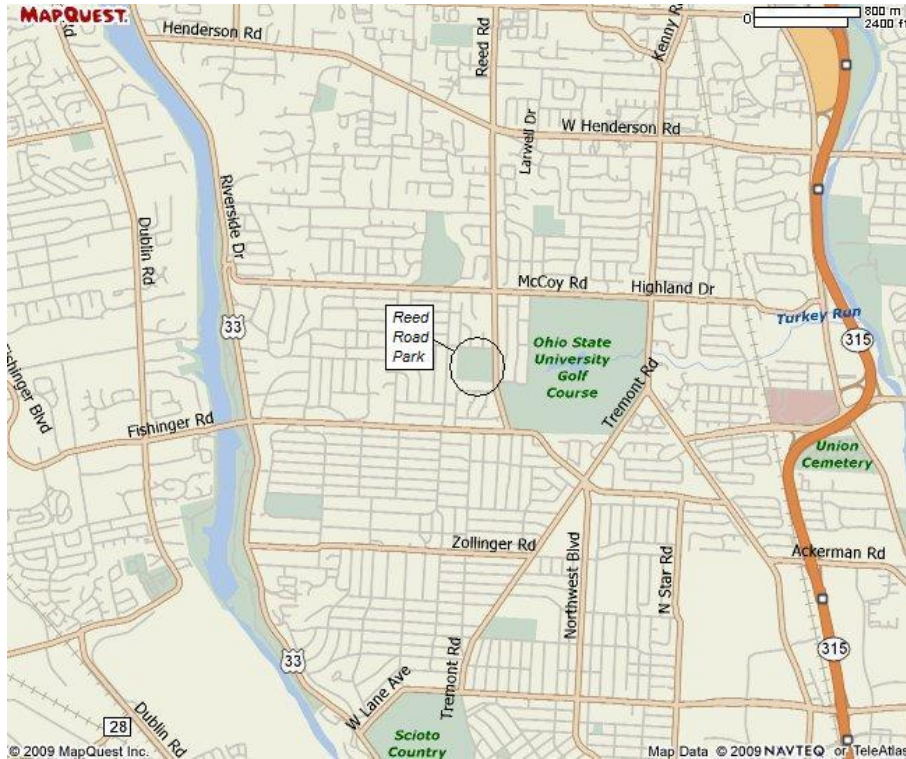 MAPQUEST.
800 m
0
2400 ft
Rd
Henderson Rd
Reed Rd
Kenny R
W Henderson Rd
Larwell Dr
Riverside Dr
Dublin Rd
McCoy Rd
Highland Dr
Turkey Run
33
Reed
Road
Park
315
Ohio State
University
Golf
Course
Tremont Rd
Fishinger Blvd
Fishinger Rd
Union
Cemetery
Zollinger Rd
Northwest Blvd
N Star Rd
Ackerman Rd
33
315
W Lane Ave
Tremont Rd
28
Dublin Rd
Scioto
Country
© 2009 MapQuest Inc.
Map Data © 2009 NAVTEQ or TeleAtlas